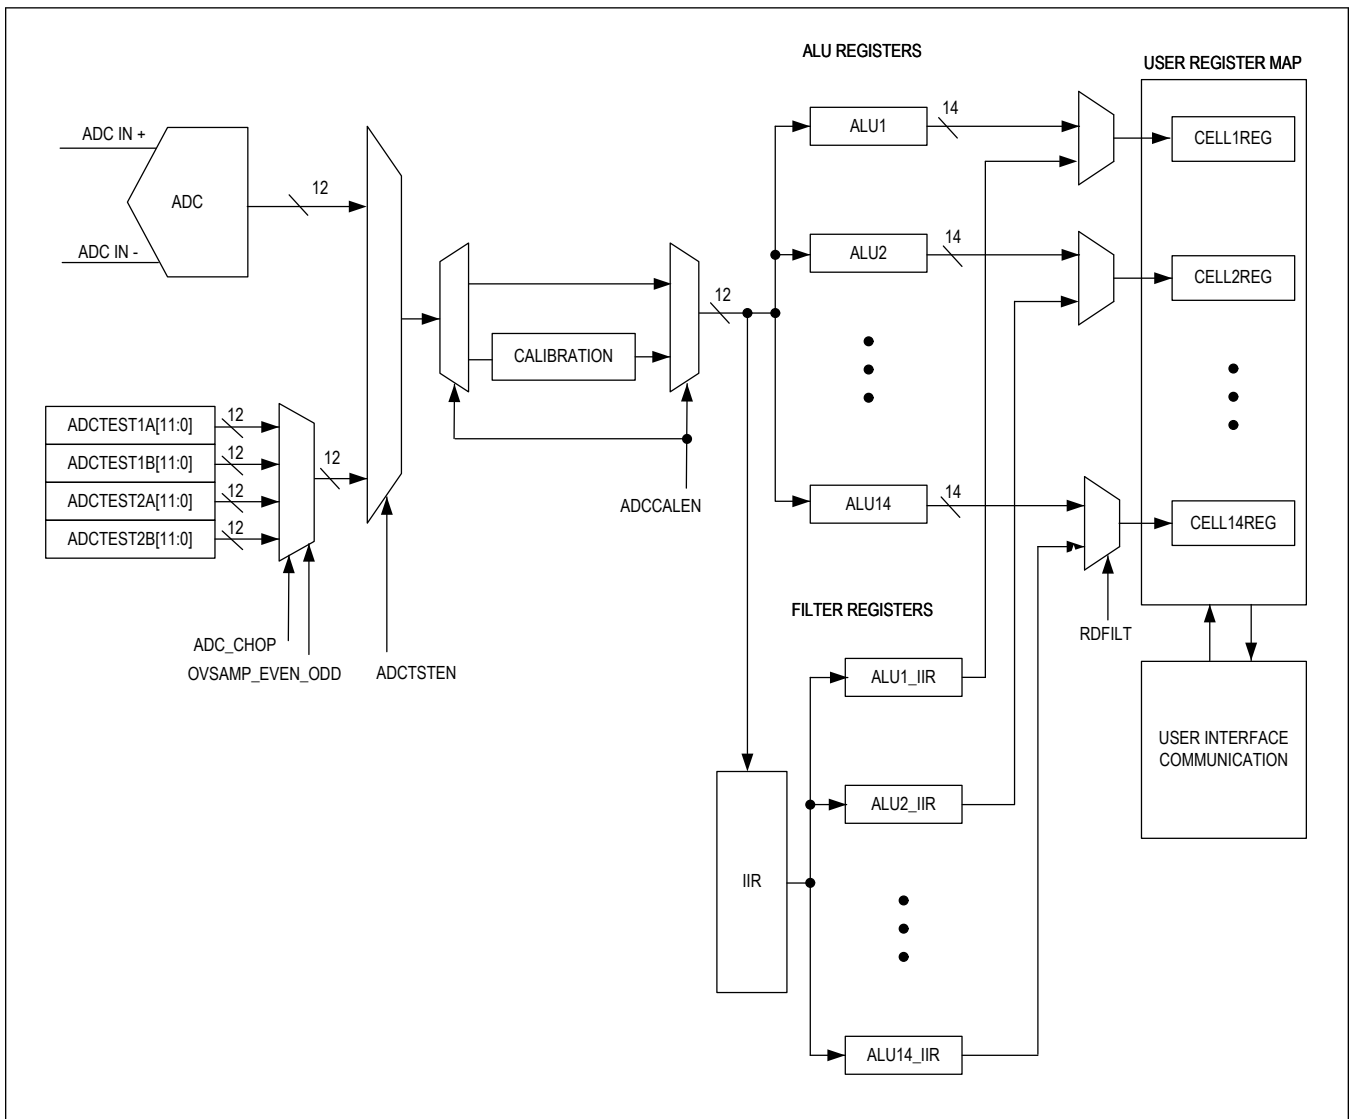 ALU REGISTERS
USER REGISTER MAP
ADC IN +
ADC
ADC IN -
12
12
ADCTEST1A[11:0]
ADCTEST1B[11:0]
ADCTEST2A[11:0]
ADCTEST2B[11:0]
12
12
12
12
ADC_CHOP
OVSAMP_EVEN_ODD
ADCTSTEN
CALIBRATION
ADCCALEN
12
ALU1
14
CELL1REG
ALU2
14
CELL2REG
ALU14
14
CELL14REG
RDFILT
FILTER REGISTERS
ALU1_IIR
ALU2_IIR
IIR
ALU14_IIR
USER INTERFACE
COMMUNICATION